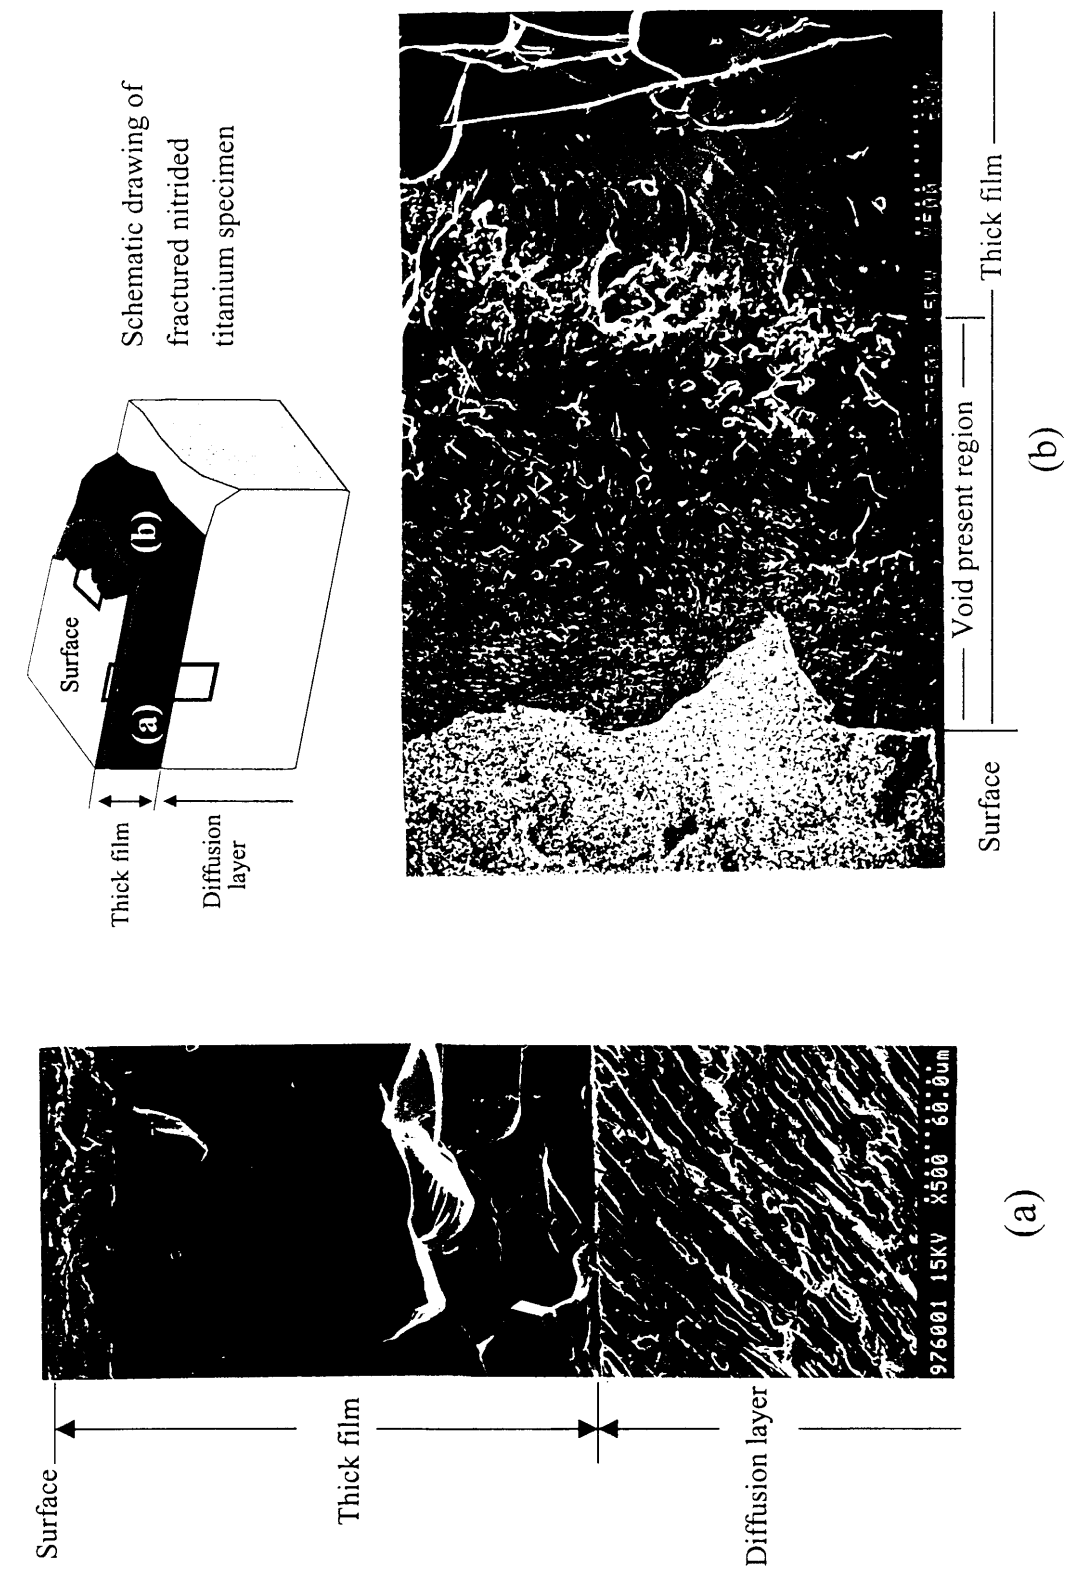 Surface
Thick film
Diffusion layer
976001 15KV X500 60.0um
(a)
Thick film
Diffusion
layer
Surface
(a)
(b)
Schematic drawing of
fractured nitrided
titanium specimen
Surface
Void present region
Thick film
(b)